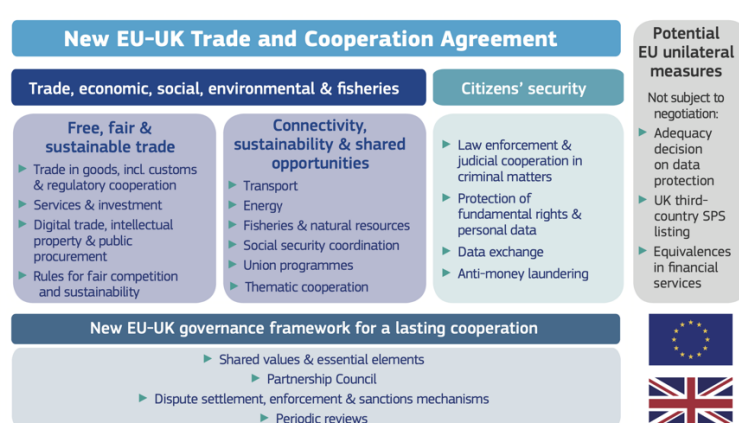 New EU–UK Trade and Cooperation Agreement
Trade, economic, social, environmental & fisheries
Free, fair &
sustainable trade
Trade in goods, incl. customs
& regulatory cooperation
Services & investment
Digital trade, intellectual
property & public
procurement
Rules for fair competition
and sustainability
Connectivity,
sustainability & shared
opportunities
Transport
Energy
Fisheries & natural resources
Social security coordination
Union programmes
Thematic cooperation
Citizens’ security
Law enforcement &
judicial cooperation in
criminal matters
Protection of
fundamental rights &
personal data
Data exchange
Anti-money laundering
Potential
EU unilateral
measures
Not subject to
negotiation:
Adequacy
decision
on data
protection
UK third-
country SPS
listing
Equivalences
in financial
services
New EU–UK governance framework for a lasting cooperation
Shared values & essential elements
Partnership Council
Dispute settlement, enforcement & sanctions mechanisms
Periodic reviews